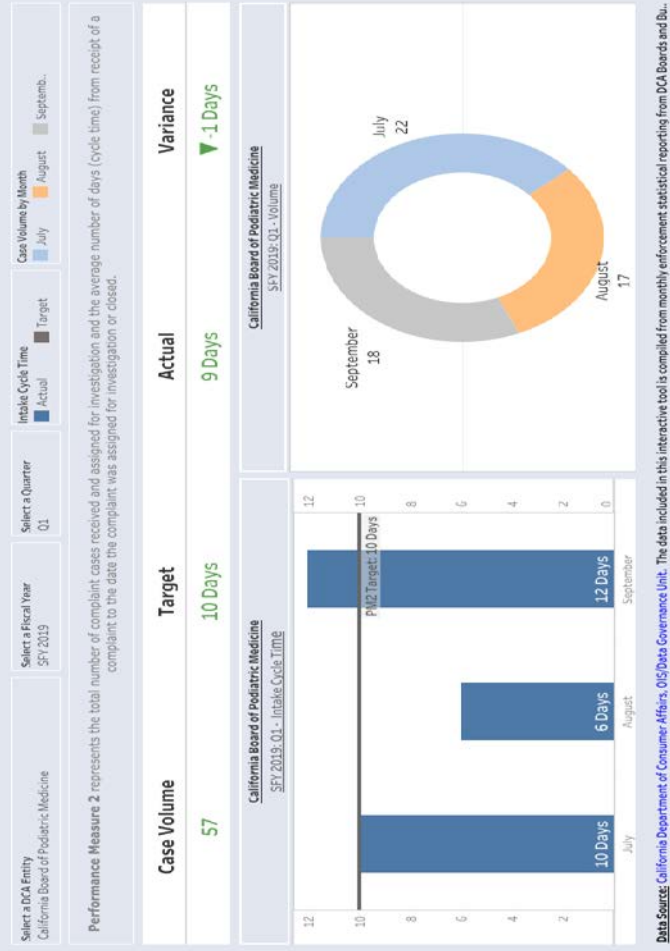 Select a DCA Entity
California Board of Podiatric Medicine
Select a Fiscal Year
SFY 2019
Select a Quarter
Q1
Intake Cycle Time
Actual
Target
Case Volume by Month
July
August
Septemb..
Performance Measure 2 represents the total number of complaint cases received and assigned for investigation and the average number of days (cycle time) from receipt of a
complaint to the date the complaint was assigned for investigation or closed.
Case Volume
Target
Actual
Variance
57
10 Days
9 Days
▼-1 Days
California Board of Podiatric Medicine
SFY 2019: Q1 - Intake Cycle Time
12
10
8
6
4
2
0
PM2 Target: 10 Days
10 Days
6 Days
12 Days
12
10
8
6
4
2
0
July
August
September
California Board of Podiatric Medicine
SFY 2019: Q1 - Volume
July
22
September
18
August
17
Data Source: California Department of Consumer Affairs, OIS/Data Governance Unit. The data included in this interactive tool is compiled from monthly enforcement statistical reporting from DCA Boards and Bu..